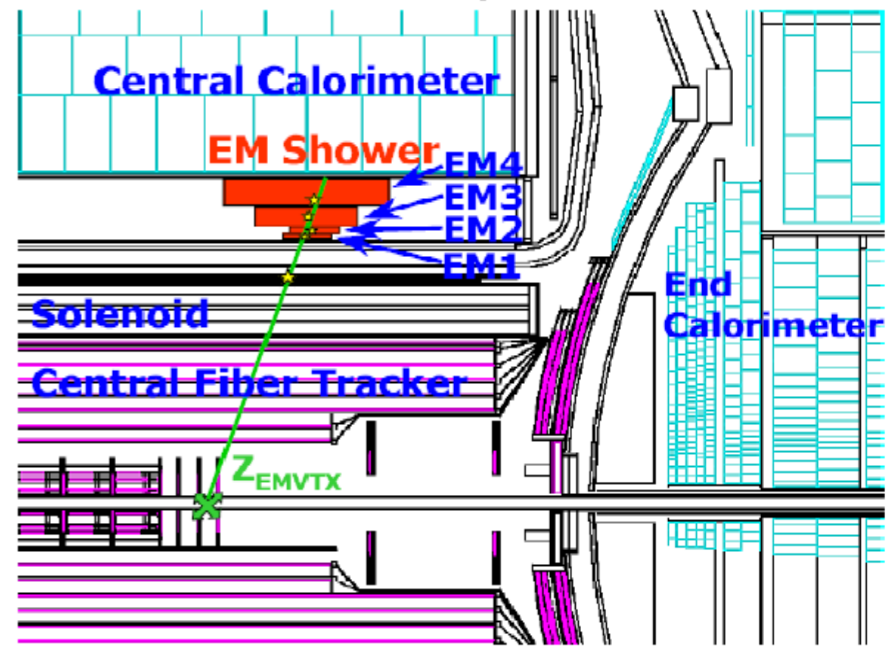 Central Calorimeter
EM Shower
EM4
EM3
EM2
EM1
End
Calorimeter
Solenoid
Central Fiber Tracker
ZEMVTX